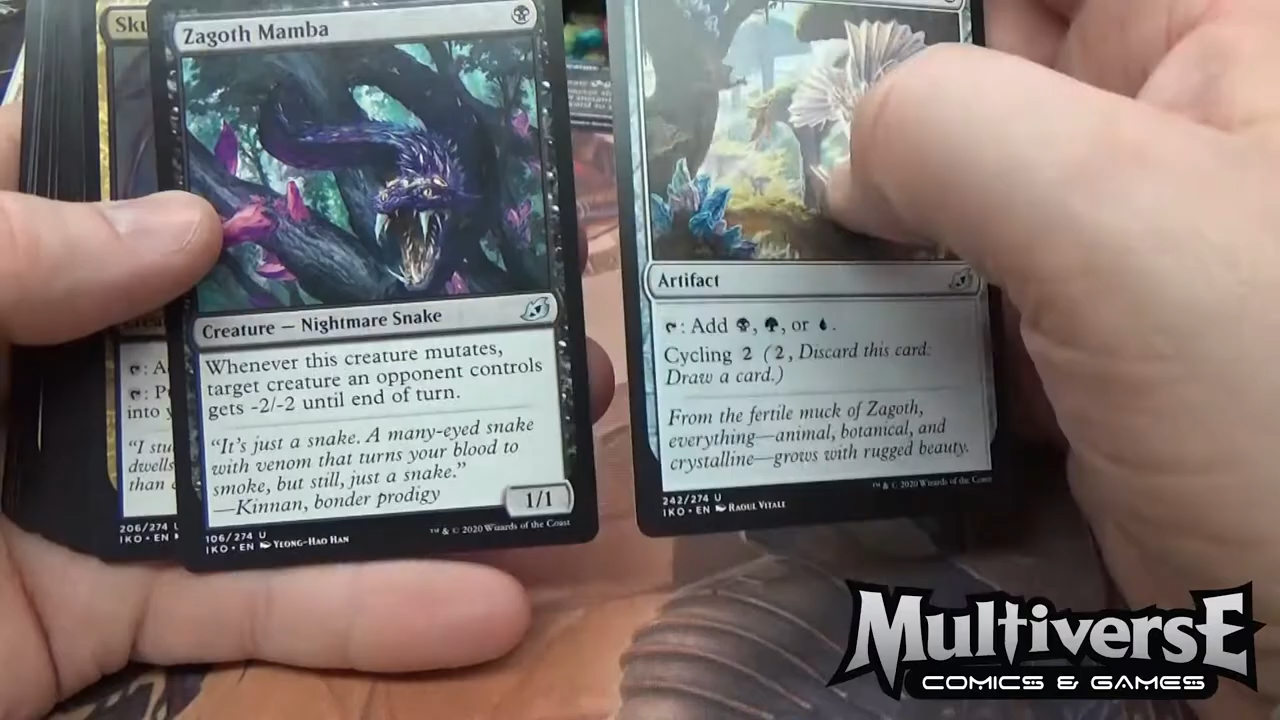 Sku
Zagoth Mamba
Creature — Nightmare Snake
Whenever this creature mutates,
target creature an opponent controls
gets -2/-2 until end of turn.
“It's just a snake. A many-eyed snake
with venom that turns your blood to
smoke, but still, just a snake.”
—Kinnan, bonder prodigy
1/1
106/274 U
IKO • EN Yeong-Hao Han
™ & © 2020 Wizards of the Coast
: A
: P
into y
“I stu
dwells
than
206/274 U
IKO • EN
Artifact
: Add , , or .
Cycling 2 (2, Discard this card:
Draw a card.)
From the fertile muck of Zagoth,
everything—animal, botanical, and
crystalline—grows with rugged beauty.
242/274 U
IKO • EN Raoul Vitale
™ & © 2020 Wizards of the Coast
Multiverse
COMICS & GAMES